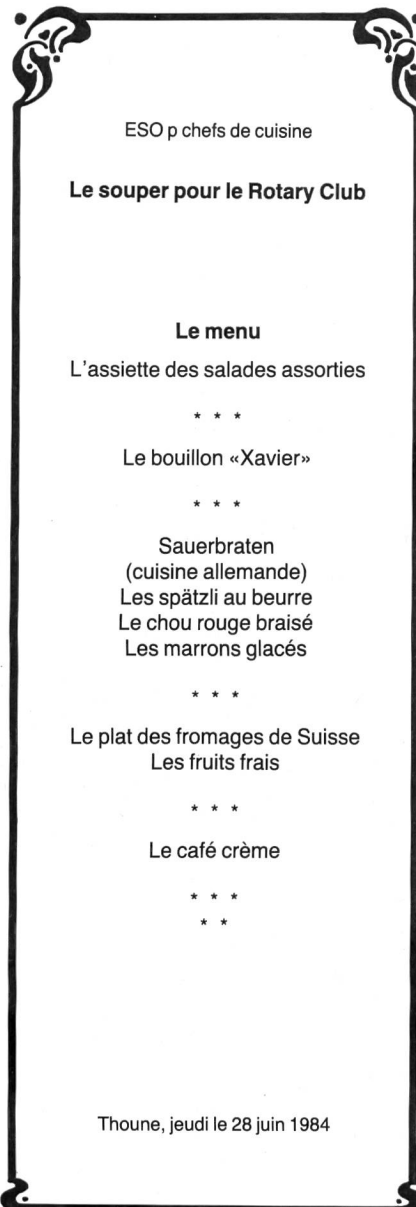 ESO p chefs de cuisine
Le souper pour le Rotary Club
Le menu
L'assiette des salades assorties
* * *
Le bouillon «Xavier»
* * *
Sauerbraten
(cuisine allemande)
Les spätzli au beurre
Le chou rouge braisé
Les marrons glacés
* * *
Le plat des fromages de Suisse
Les fruits frais
* * *
Le café crème
* * *
* *
Thoune, jeudi le 28 juin 1984